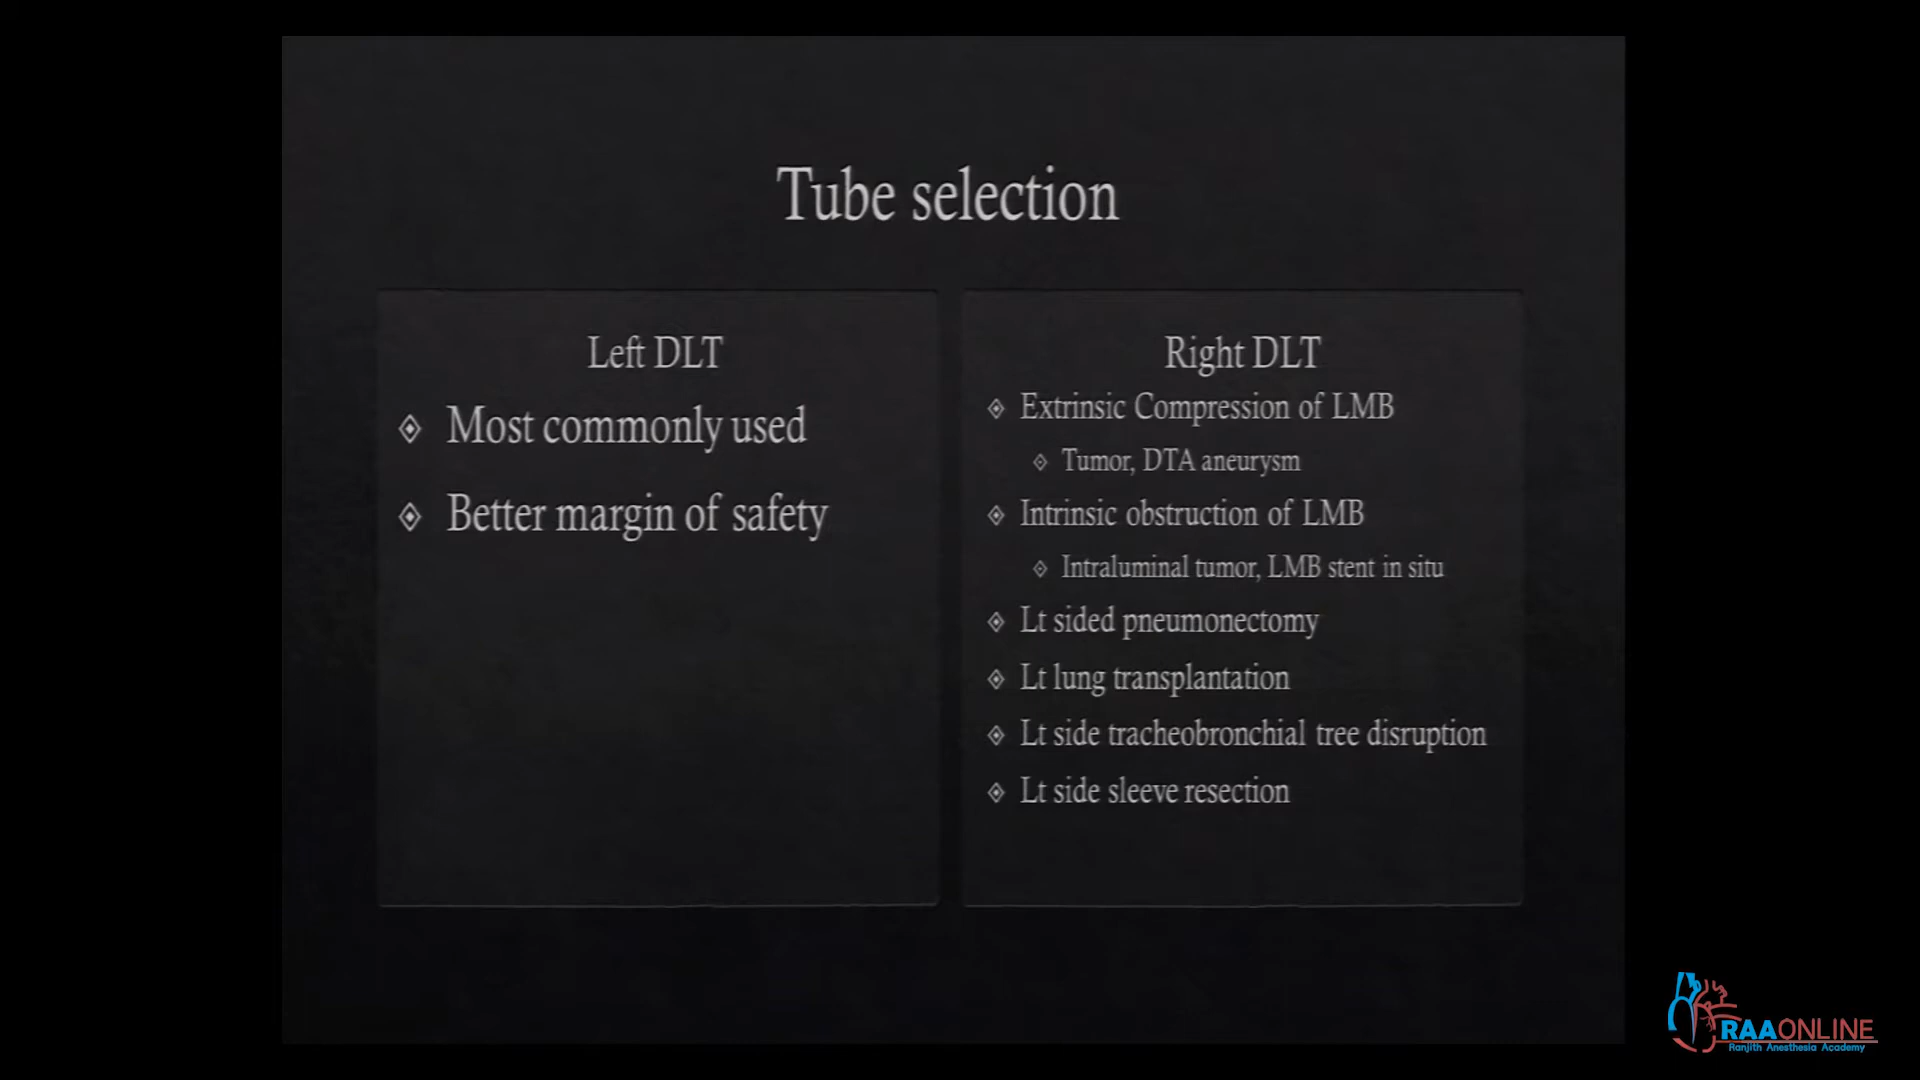 Tube selection
Left DLT
Most commonly used
Better margin of safety
Right DLT
Extrinsic Compression of LMB
Tumor, DTA aneurysm
Intrinsic obstruction of LMB
Intraluminal tumor, LMB stent in situ
Lt sided pneumonectomy
Lt lung transplantation
Lt side tracheobronchial tree disruption
Lt side sleeve resection
RAAONLINE
Ranjith Anesthesia Academy